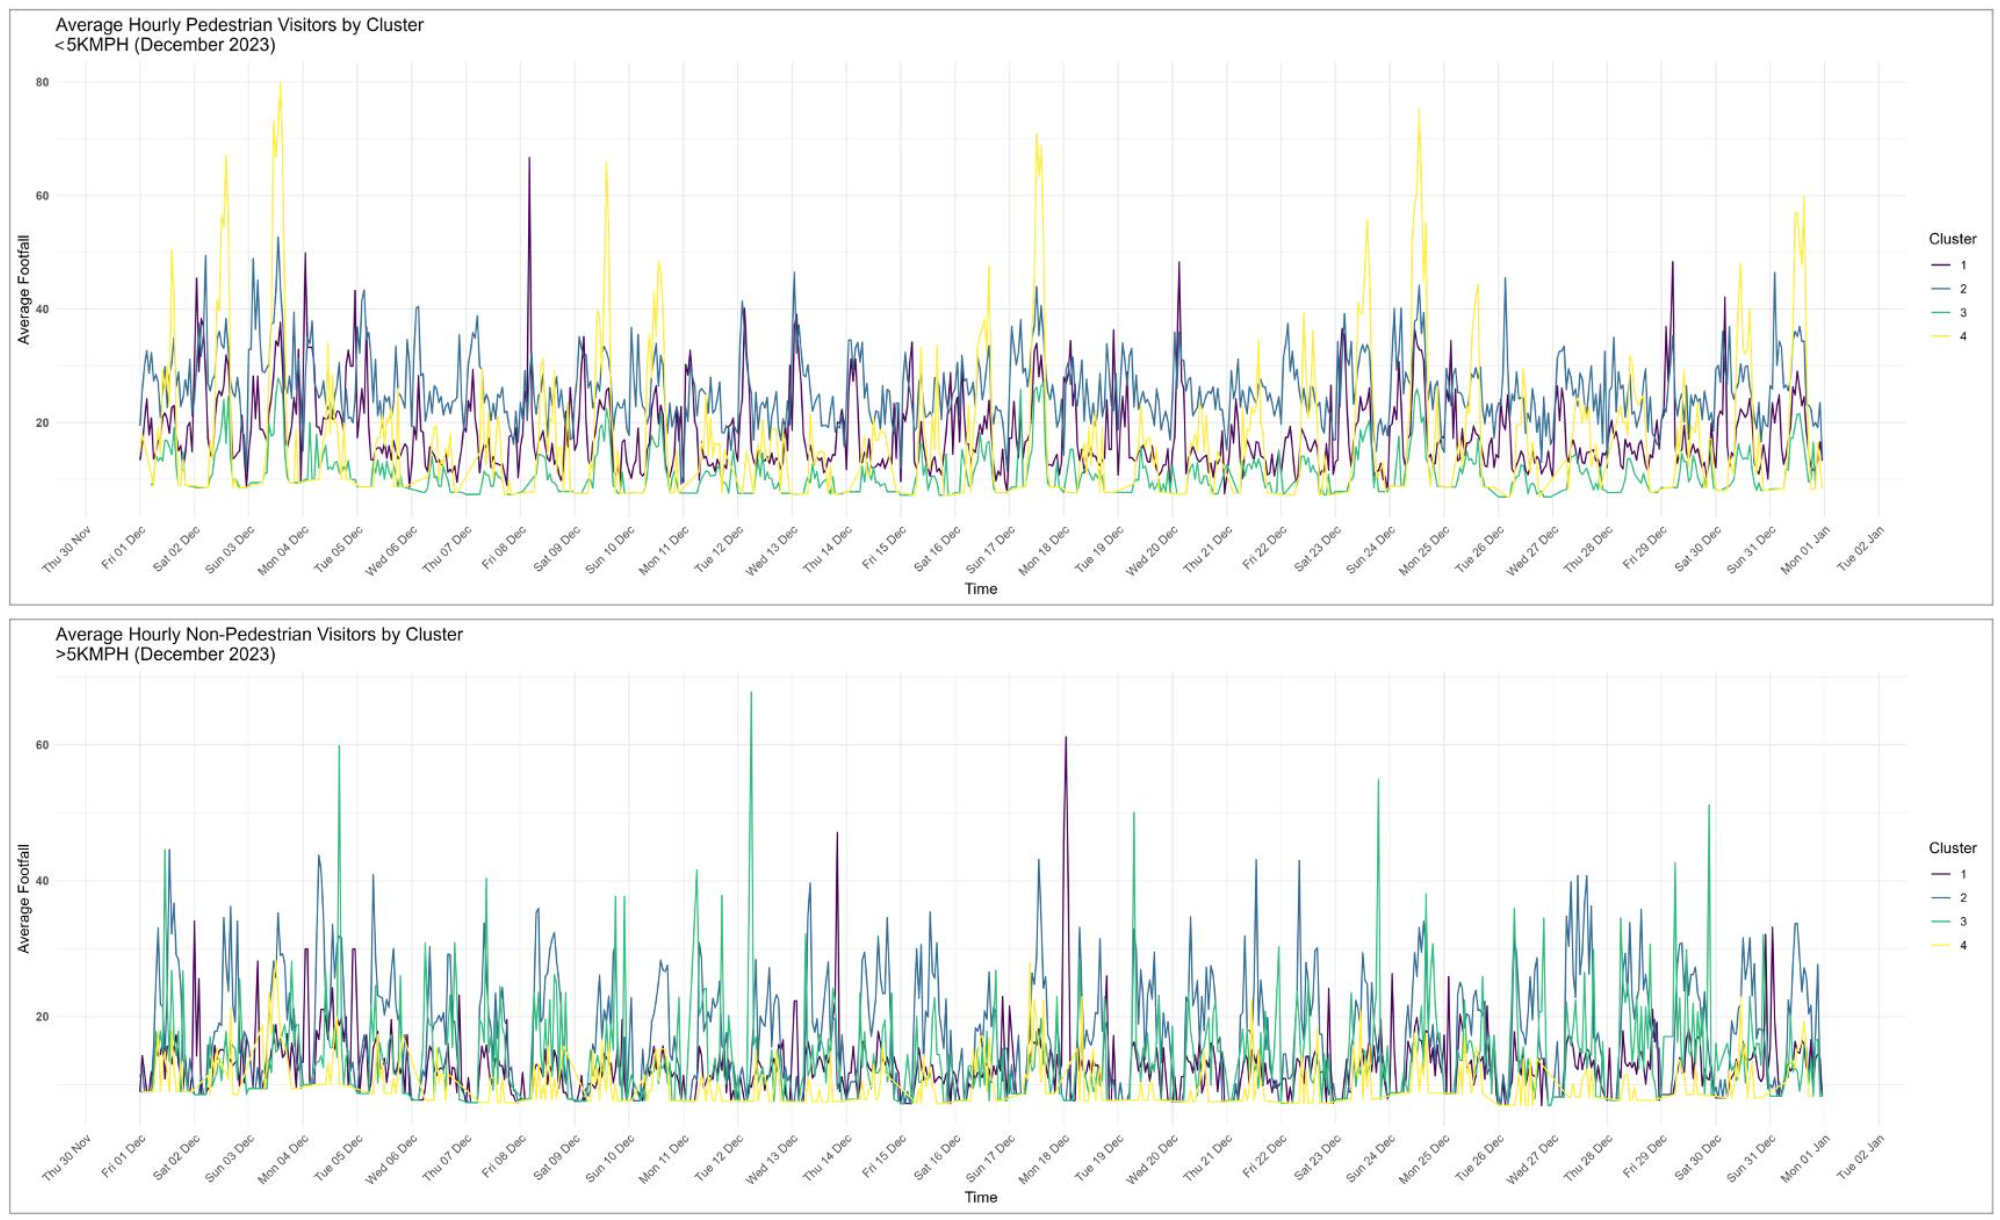 Average Hourly Pedestrian Visitors by Cluster
<5KMPH (December 2023)
80
60
40
20
Average Footfall
Thu 30 Nov
Fri 01 Dec
Sat 02 Dec
Sun 03 Dec
Mon 04 Dec
Tue 05 Dec
Wed 06 Dec
Thu 07 Dec
Fri 08 Dec
Sat 09 Dec
Sun 10 Dec
Mon 11 Dec
Tue 12 Dec
Wed 13 Dec
Thu 14 Dec
Fri 15 Dec
Sat 16 Dec
Sun 17 Dec
Mon 18 Dec
Tue 19 Dec
Wed 20 Dec
Thu 21 Dec
Fri 22 Dec
Sat 23 Dec
Sun 24 Dec
Mon 25 Dec
Tue 26 Dec
Wed 27 Dec
Thu 28 Dec
Fri 29 Dec
Sat 30 Dec
Sun 31 Dec
Mon 01 Jan
Tue 02 Jan
Time
Cluster
1
2
3
4
Average Hourly Non-Pedestrian Visitors by Cluster
>5KMPH (December 2023)
60
40
20
Average Footfall
Thu 30 Nov
Fri 01 Dec
Sat 02 Dec
Sun 03 Dec
Mon 04 Dec
Tue 05 Dec
Wed 06 Dec
Thu 07 Dec
Fri 08 Dec
Sat 09 Dec
Sun 10 Dec
Mon 11 Dec
Tue 12 Dec
Wed 13 Dec
Thu 14 Dec
Fri 15 Dec
Sat 16 Dec
Sun 17 Dec
Mon 18 Dec
Tue 19 Dec
Wed 20 Dec
Thu 21 Dec
Fri 22 Dec
Sat 23 Dec
Sun 24 Dec
Mon 25 Dec
Tue 26 Dec
Wed 27 Dec
Thu 28 Dec
Fri 29 Dec
Sat 30 Dec
Sun 31 Dec
Mon 01 Jan
Tue 02 Jan
Time
Cluster
1
2
3
4